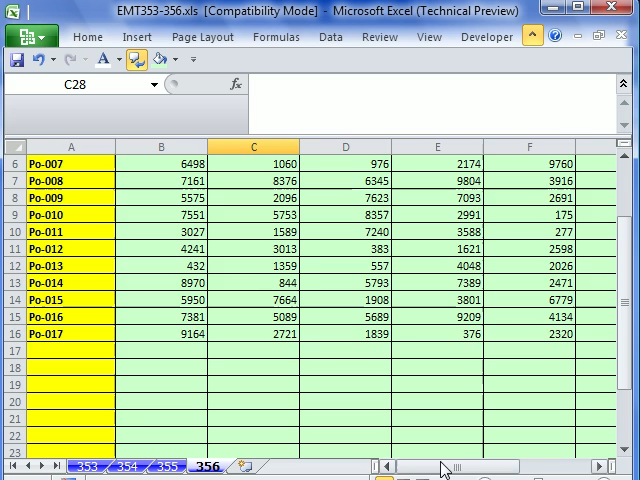 EMT353-356.xls [Compatibility Mode] - Microsoft Excel (Technical Preview)
Home Insert Page Layout Formulas Data Review View Developer
C28 fx
A B C D E F
6 Po-007 6498 1060 976 2174 9760
7 Po-008 7161 8376 6345 9804 3916
8 Po-009 5575 2096 7623 7093 2691
9 Po-010 7551 5753 8357 2991 175
10 Po-011 3027 1589 7240 3588 277
11 Po-012 4241 3013 383 1621 2598
12 Po-013 432 1359 557 4048 2026
13 Po-014 8970 844 5793 7389 2471
14 Po-015 5950 7664 1908 3801 6779
15 Po-016 7381 5089 5689 9209 4134
16 Po-017 9164 2721 1839 376 2320
17
18
19
20
21
22
23
353 354 355 356